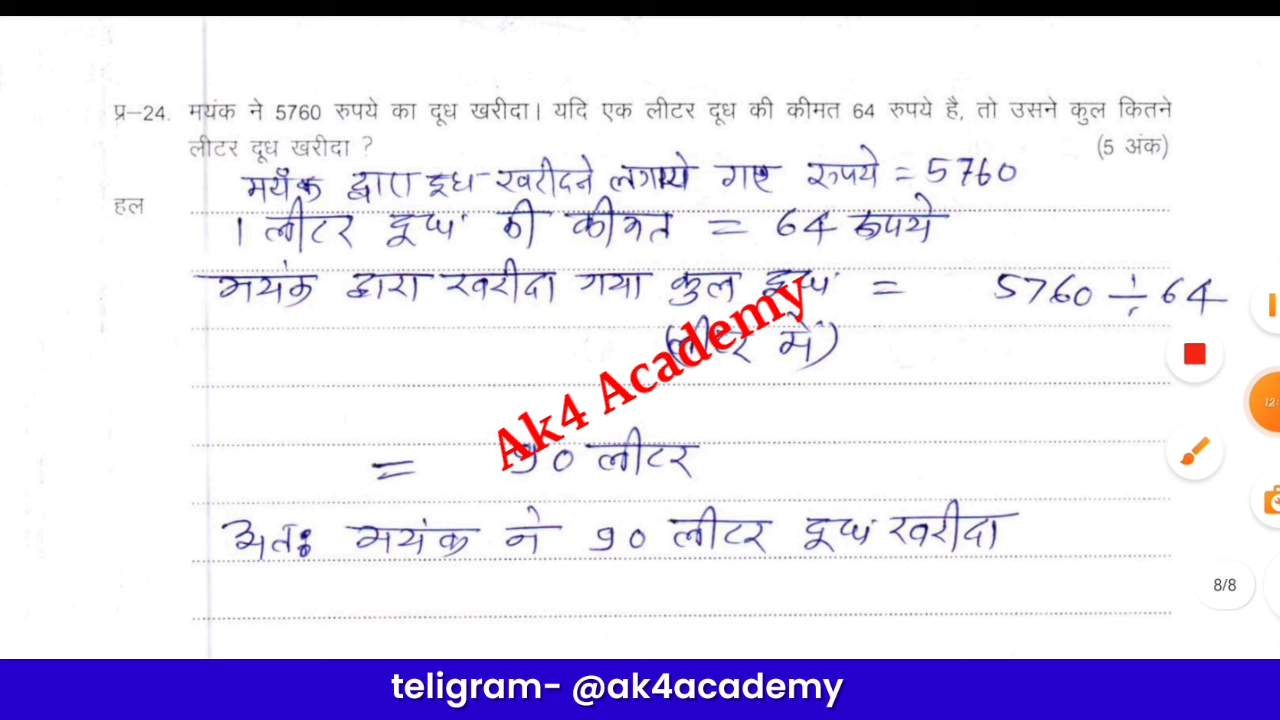 प्र–24. मयंक ने 5760 रुपये का दूध खरीदा। यदि एक लीटर दूध की कीमत 64 रुपये है, तो उसने कुल कितने
लीटर दूध खरीदा ? (5 अंक)
मयँक द्वारा दूध खरीदने लगाये गए रुपये = 5760
हल
1 लीटर दूध की कीमत = 64 रूपये
मयंक द्वारा खरीदा गया कुल दूध = 5760 ÷ 64
(लीटर में)
Ak4 Academy
= 90 लीटर
अतः मयंक ने 90 लीटर दूध खरीदा
8/8
teligram- @ak4academy